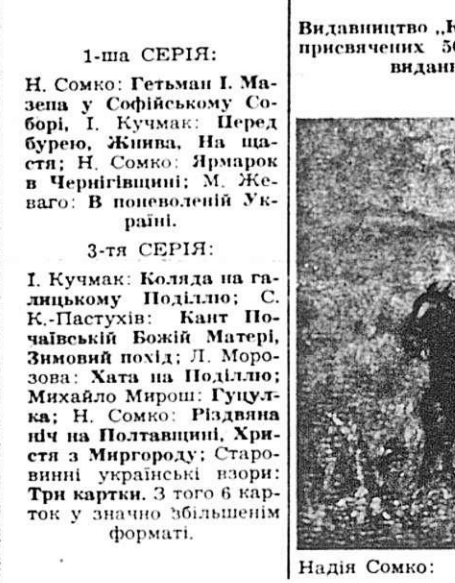 1-ша СЕРІЯ:
Н. Сомко: Гетьман І. Ма-
зепа у Софійському Со-
борі, І. Кучмак: Перед
бурею, Жнива, На ща-
стя; Н. Сомко: Ярмарок
в Чернігівщині; М. Же-
ваго: В поневоленій Ук-
раїні.
3-тя СЕРІЯ:
І. Кучмак: Коляда на га-
лицькому Поділлю; С.
К.-Пастухів: Кант По-
чаївській Божій Матері,
Зимовий похід; Л. Моро-
зова: Хата на Поділлю;
Михайло Мирош: Гуцул-
ка; Н. Сомко: Різдвяна
ніч на Полтавщині, Хри-
стя з Миргороду; Старо-
винні українські взори:
Три картки. З того 6 кар-
ток у значно збільшенім
форматі.
Видавництво „К
присвячених 50
виданн
Надія Сомко: